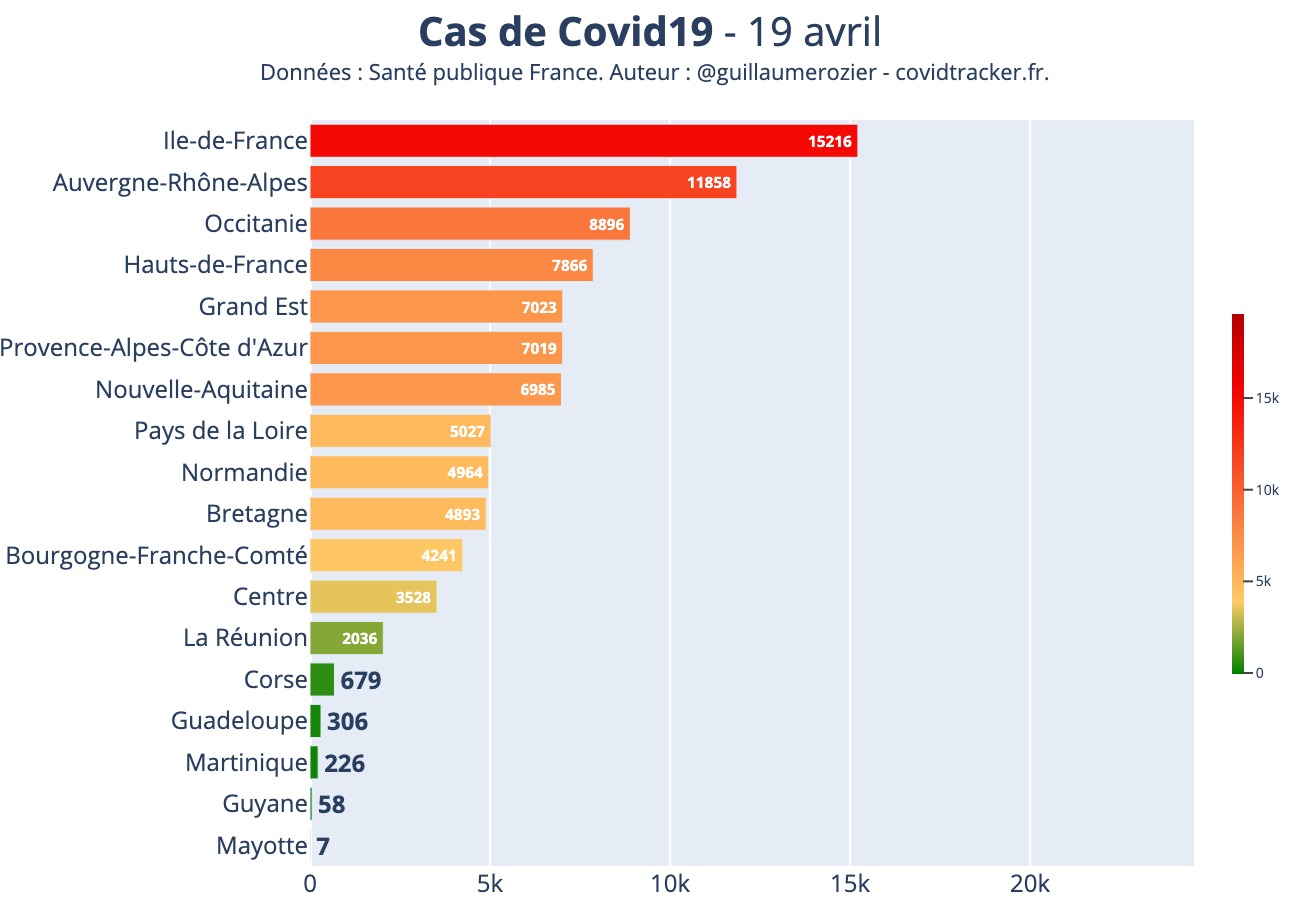 Cas de Covid19 - 19 avril
Données : Santé publique France. Auteur : @guillaumerozier - covidtracker.fr.
Ile-de-France 15216
Auvergne-Rhône-Alpes 11858
Occitanie 8896
Hauts-de-France 7866
Grand Est 7023
Provence-Alpes-Côte d'Azur 7019
Nouvelle-Aquitaine 6985
Pays de la Loire 5027
Normandie 4964
Bretagne 4893
Bourgogne-Franche-Comté 4241
Centre 3528
La Réunion 2036
Corse 679
Guadeloupe 306
Martinique 226
Guyane 58
Mayotte 7
0 5k 10k 15k 20k
15k
10k
5k
0